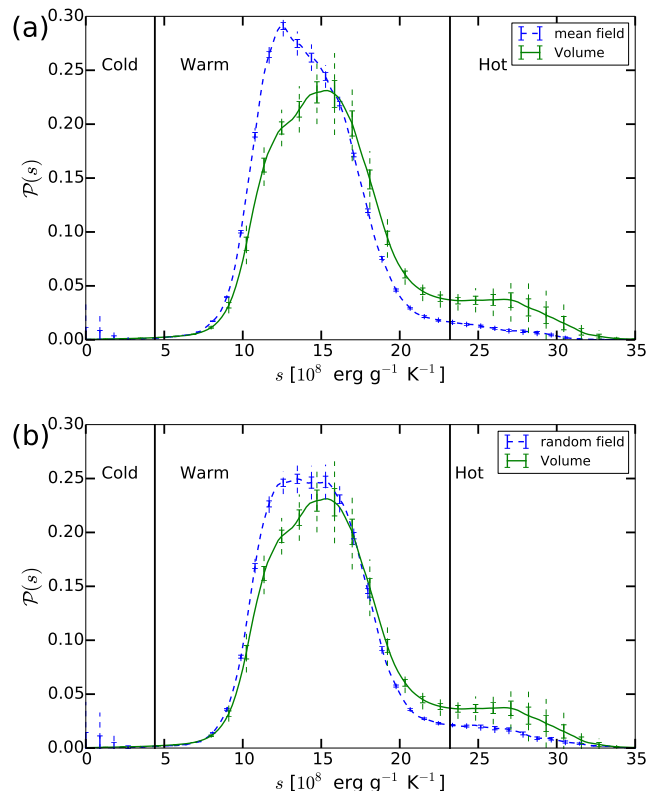 (a)
0.30
0.25
0.20
0.15
0.10
0.05
0.00
𝒫(s)
Cold
Warm
Hot
mean field
Volume
0 5 10 15 20 25 30 35
s [10⁸ erg g⁻¹ K⁻¹]
(b)
0.30
0.25
0.20
0.15
0.10
0.05
0.00
𝒫(s)
Cold
Warm
Hot
random field
Volume
0 5 10 15 20 25 30 35
s [10⁸ erg g⁻¹ K⁻¹]